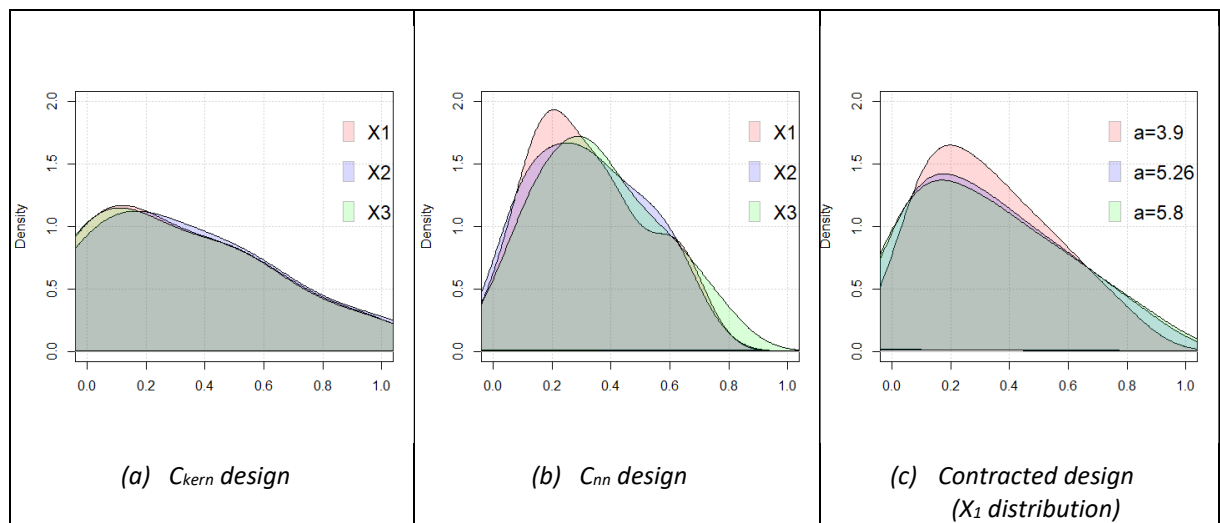 Density
2.0
1.5
1.0
0.5
0.0
X1
X2
X3
0.0 0.2 0.4 0.6 0.8 1.0
(a) Ckern design
Density
2.0
1.5
1.0
0.5
0.0
X1
X2
X3
0.0 0.2 0.4 0.6 0.8 1.0
(b) Cnn design
Density
2.0
1.5
1.0
0.5
0.0
a=3.9
a=5.26
a=5.8
0.0 0.2 0.4 0.6 0.8 1.0
(c) Contracted design
(X1 distribution)